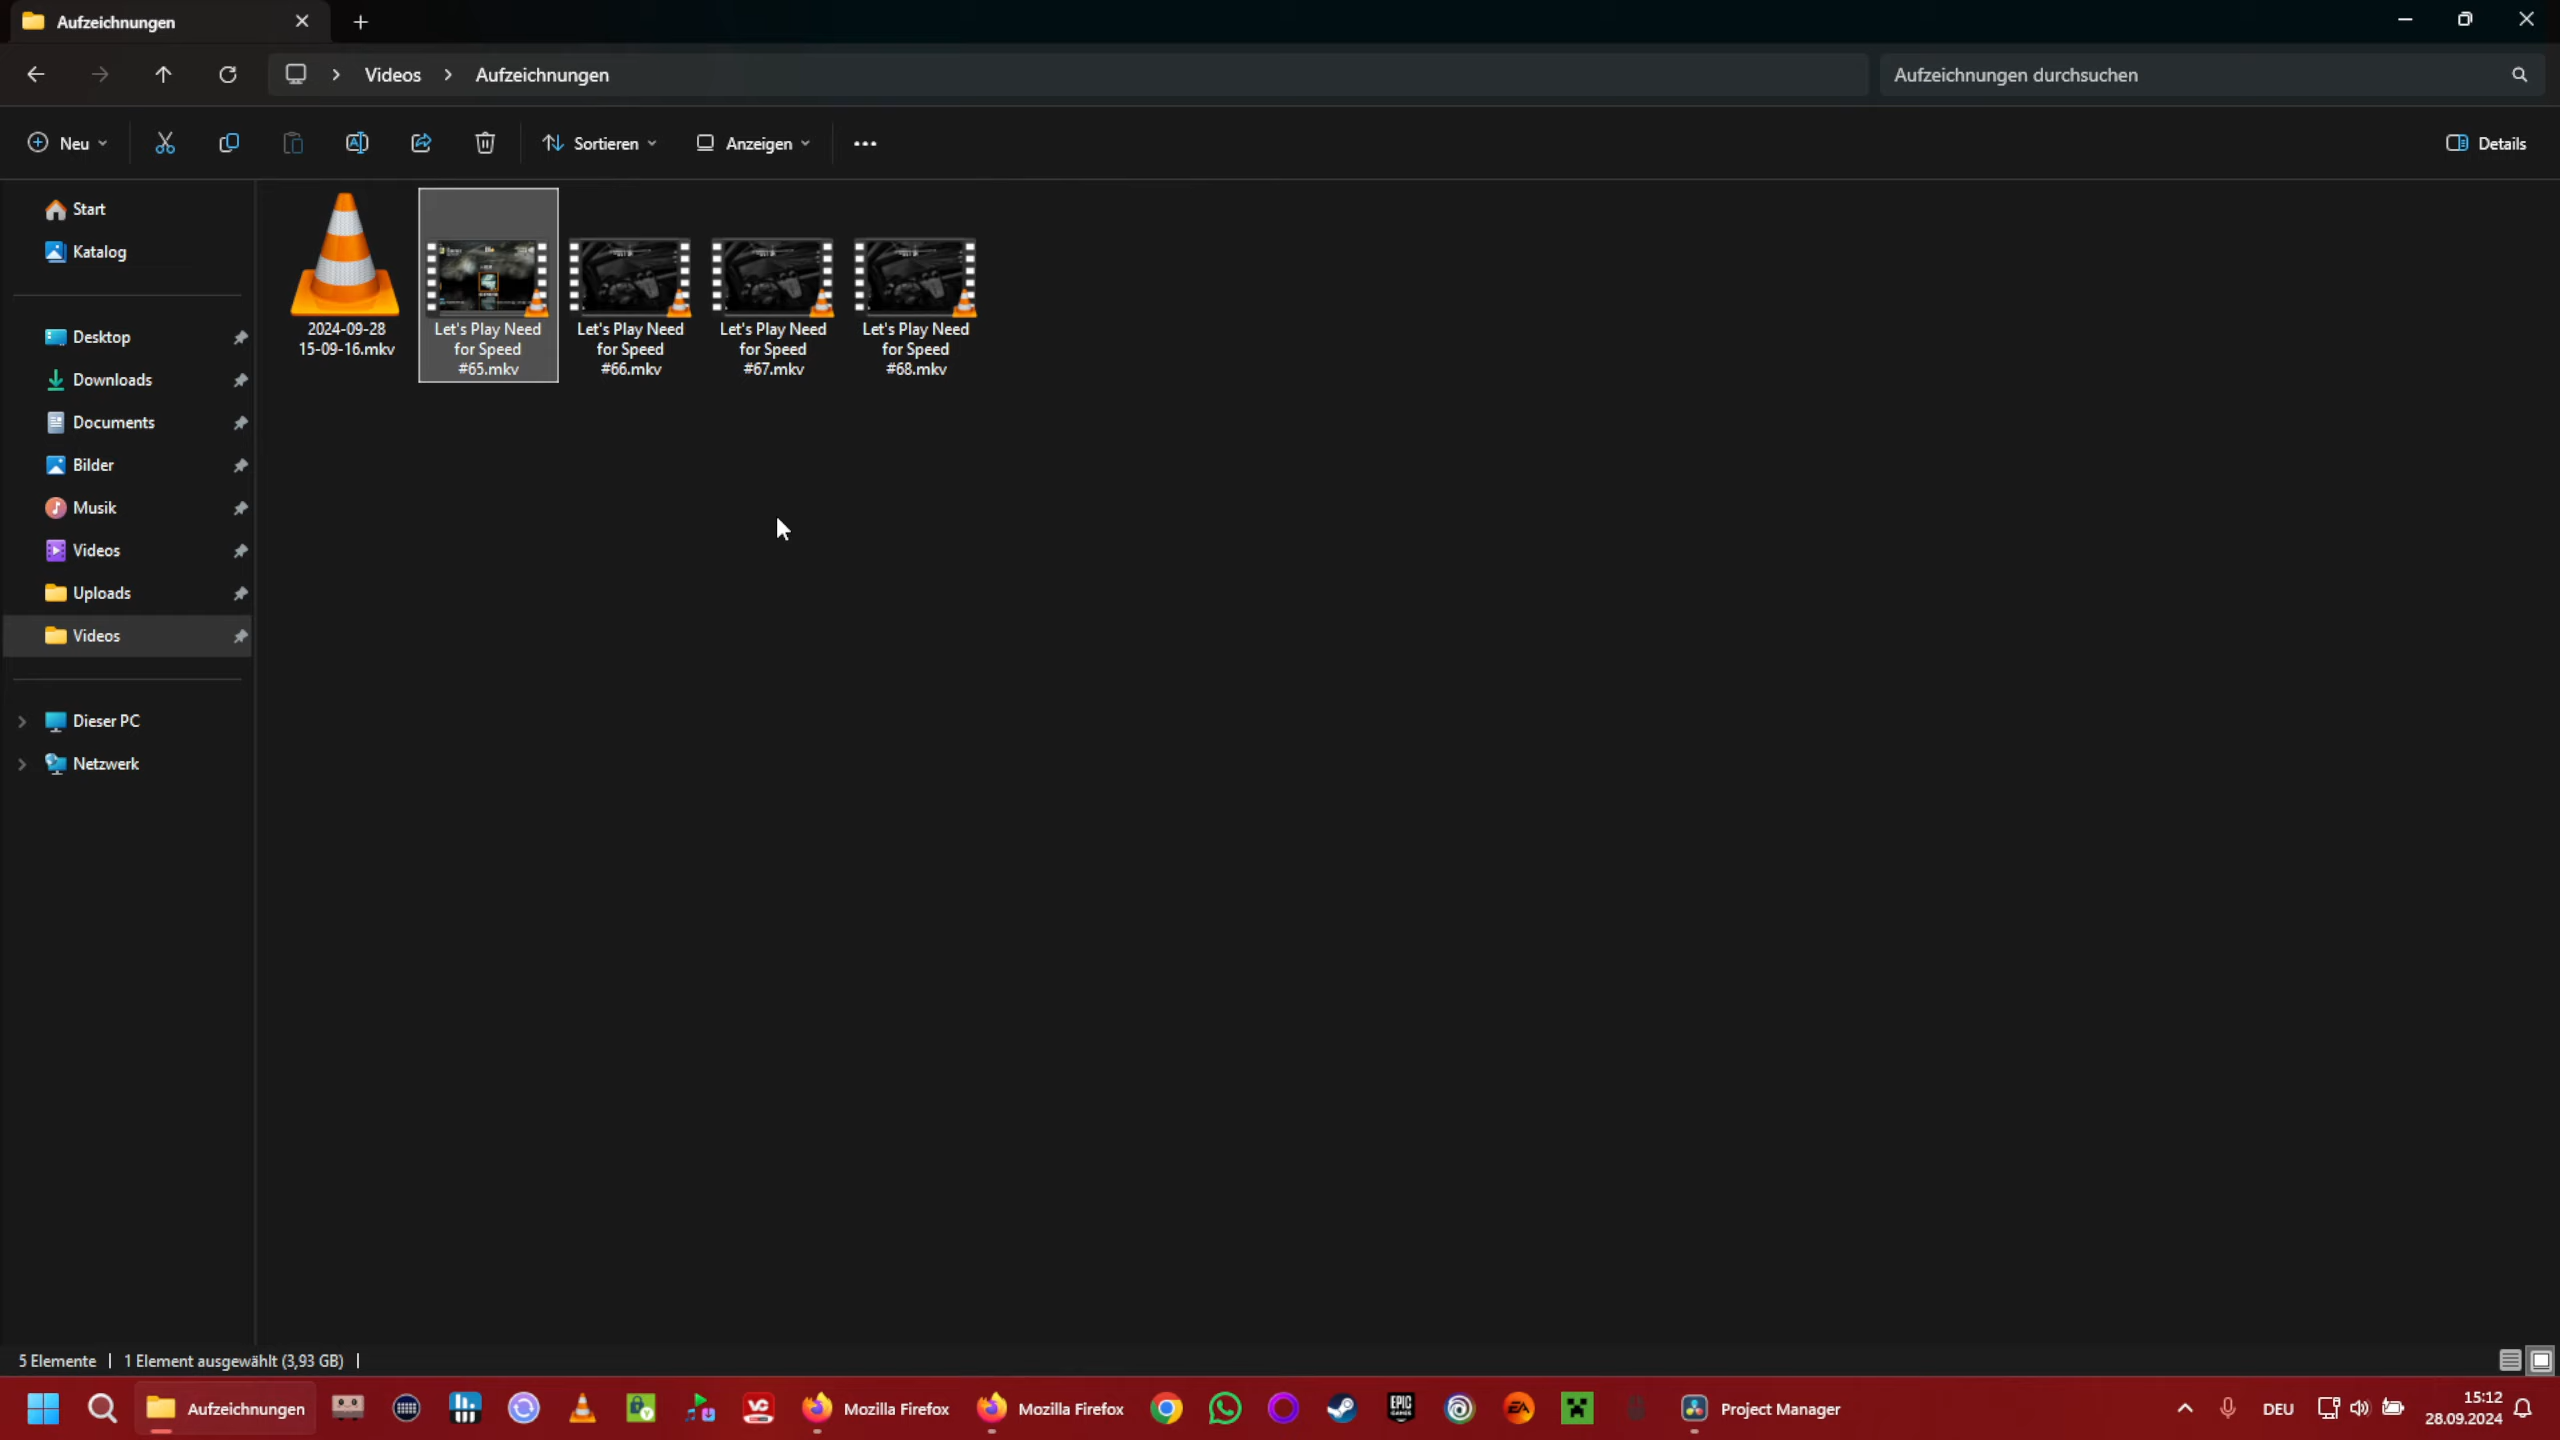 Aufzeichnungen
Videos
Aufzeichnungen
Aufzeichnungen durchsuchen
Neu
Sortieren
Anzeigen
Details
Start
Katalog
Desktop
Downloads
Documents
Bilder
Musik
Videos
Uploads
Videos
Dieser PC
Netzwerk
2024-09-28
15-09-16.mkv
Let's Play Need
for Speed
#65.mkv
Let's Play Need
for Speed
#66.mkv
Let's Play Need
for Speed
#67.mkv
Let's Play Need
for Speed
#68.mkv
5 Elemente
1 Element ausgewählt (3,93 GB)
Aufzeichnungen
Mozilla Firefox
Mozilla Firefox
EPIC
GAMES
EA
Project Manager
DEU
15:12
28.09.2024